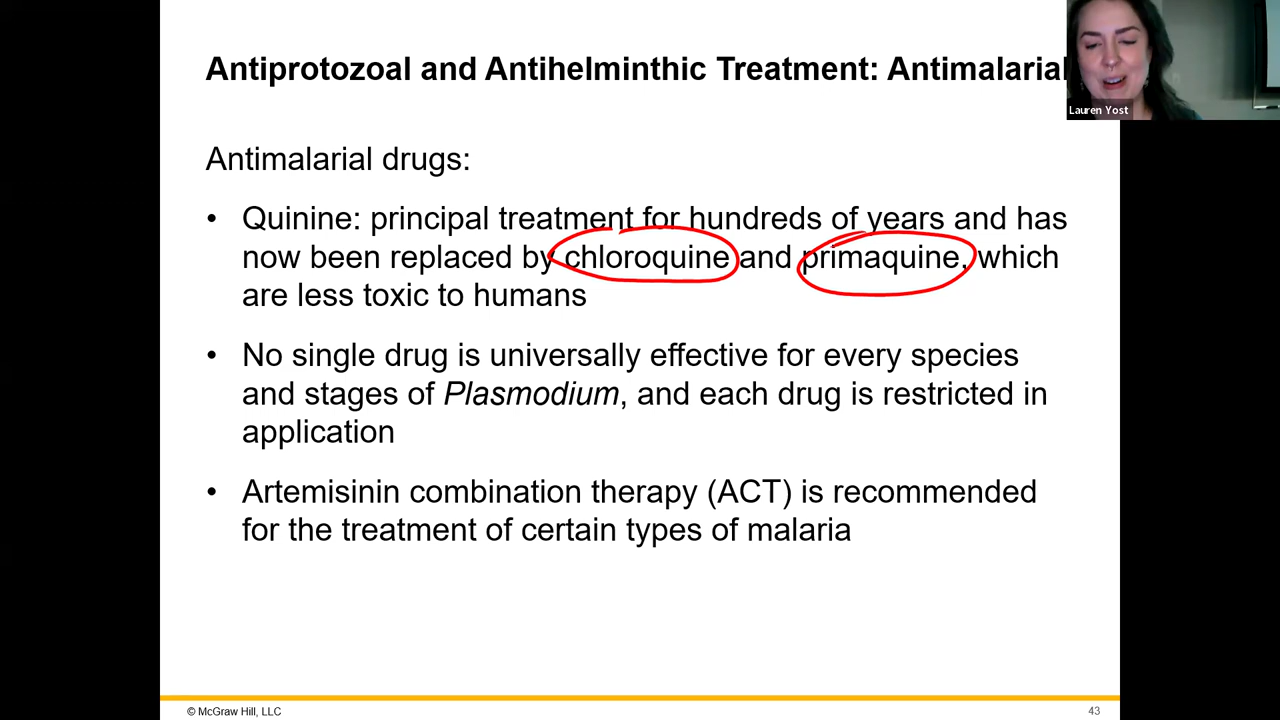 Antiprotozoal and Antihelminthic Treatment: Antimalarial
Lauren Yost
Antimalarial drugs:
• Quinine: principal treatment for hundreds of years and has
now been replaced by chloroquine and primaquine, which
are less toxic to humans
• No single drug is universally effective for every species
and stages of Plasmodium, and each drug is restricted in
application
• Artemisinin combination therapy (ACT) is recommended
for the treatment of certain types of malaria
© McGraw Hill, LLC
43